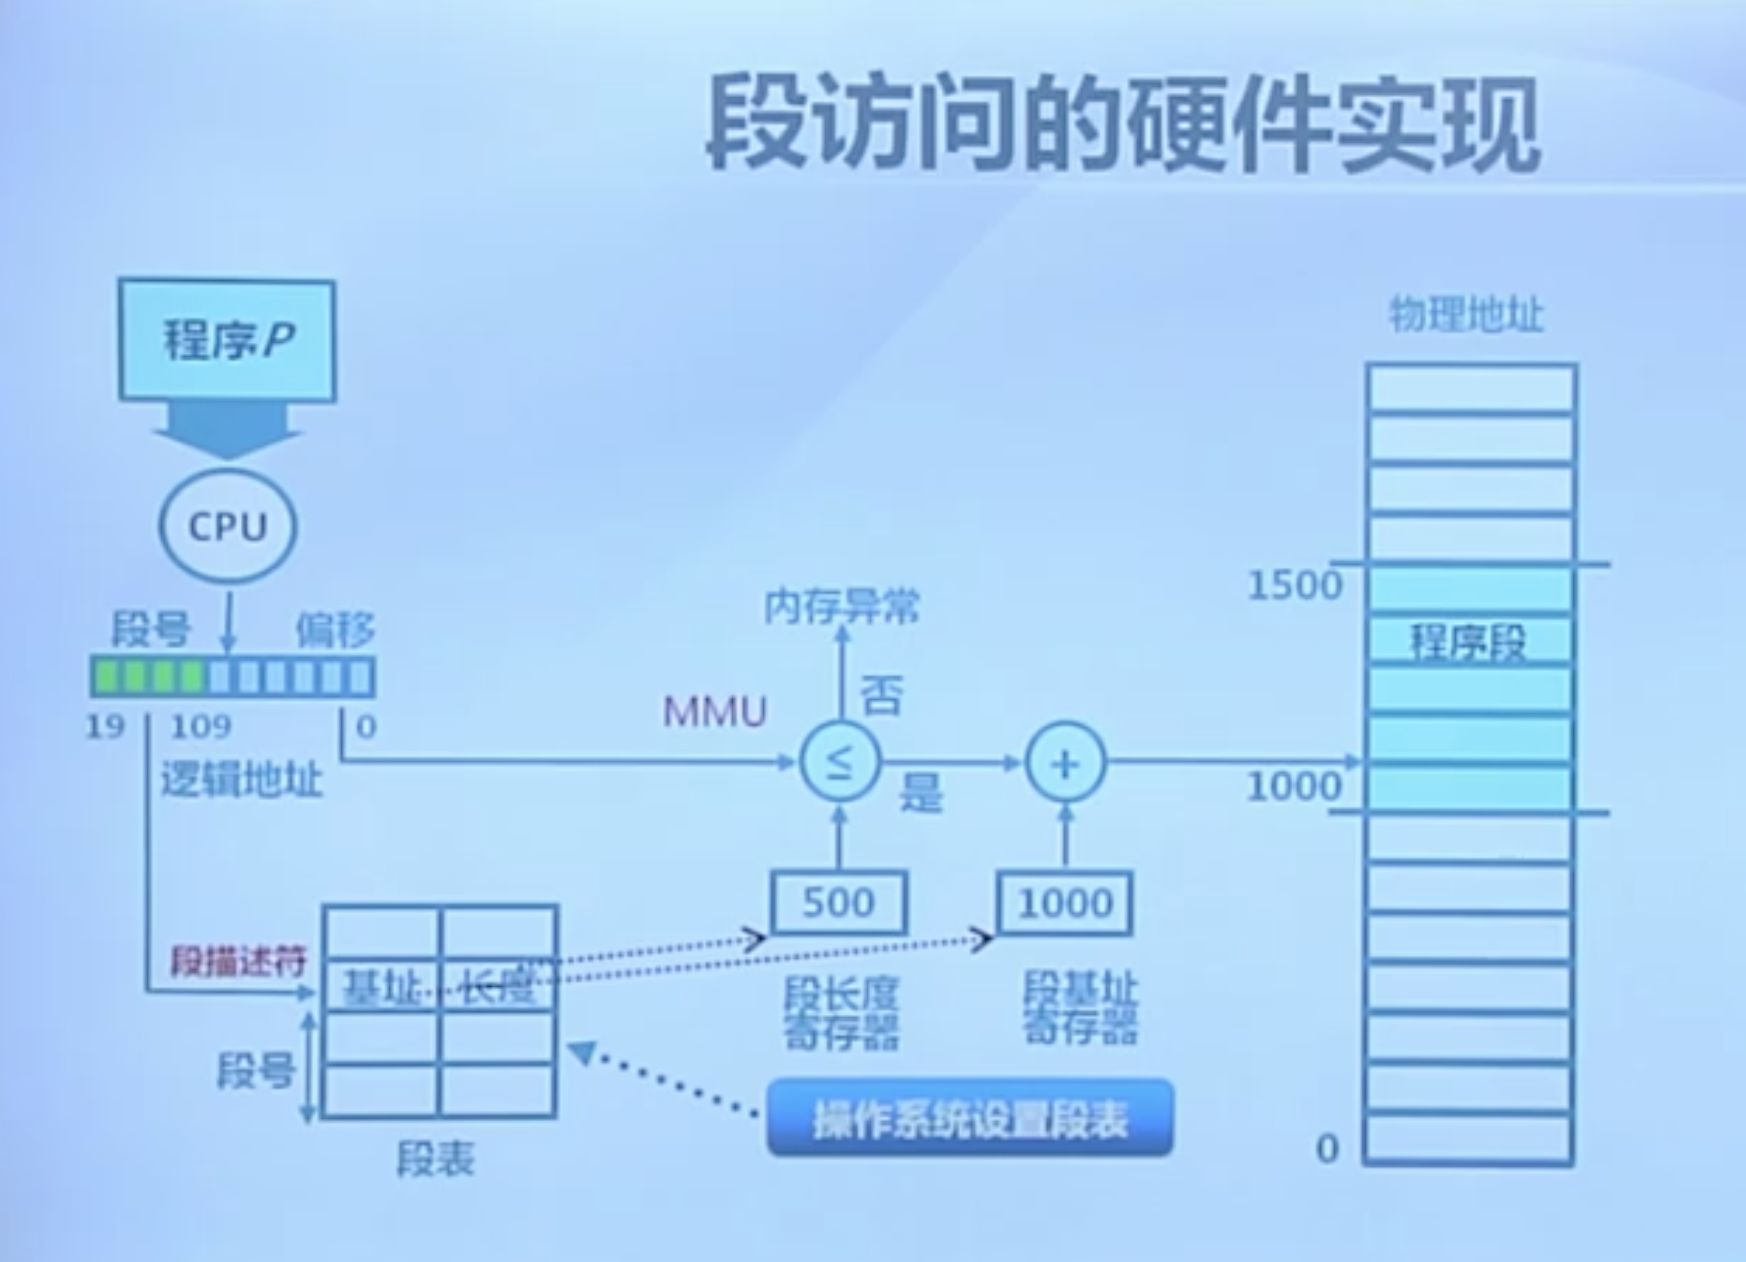 段访问的硬件实现
程序P
CPU
段号
偏移
19
109
0
逻辑地址
MMU
内存异常
否
≤
是
+
500
1000
段长度
寄存器
段基址
寄存器
段描述符
基址
长度
段号
段表
操作系统设置段表
物理地址
1500
程序段
1000
0